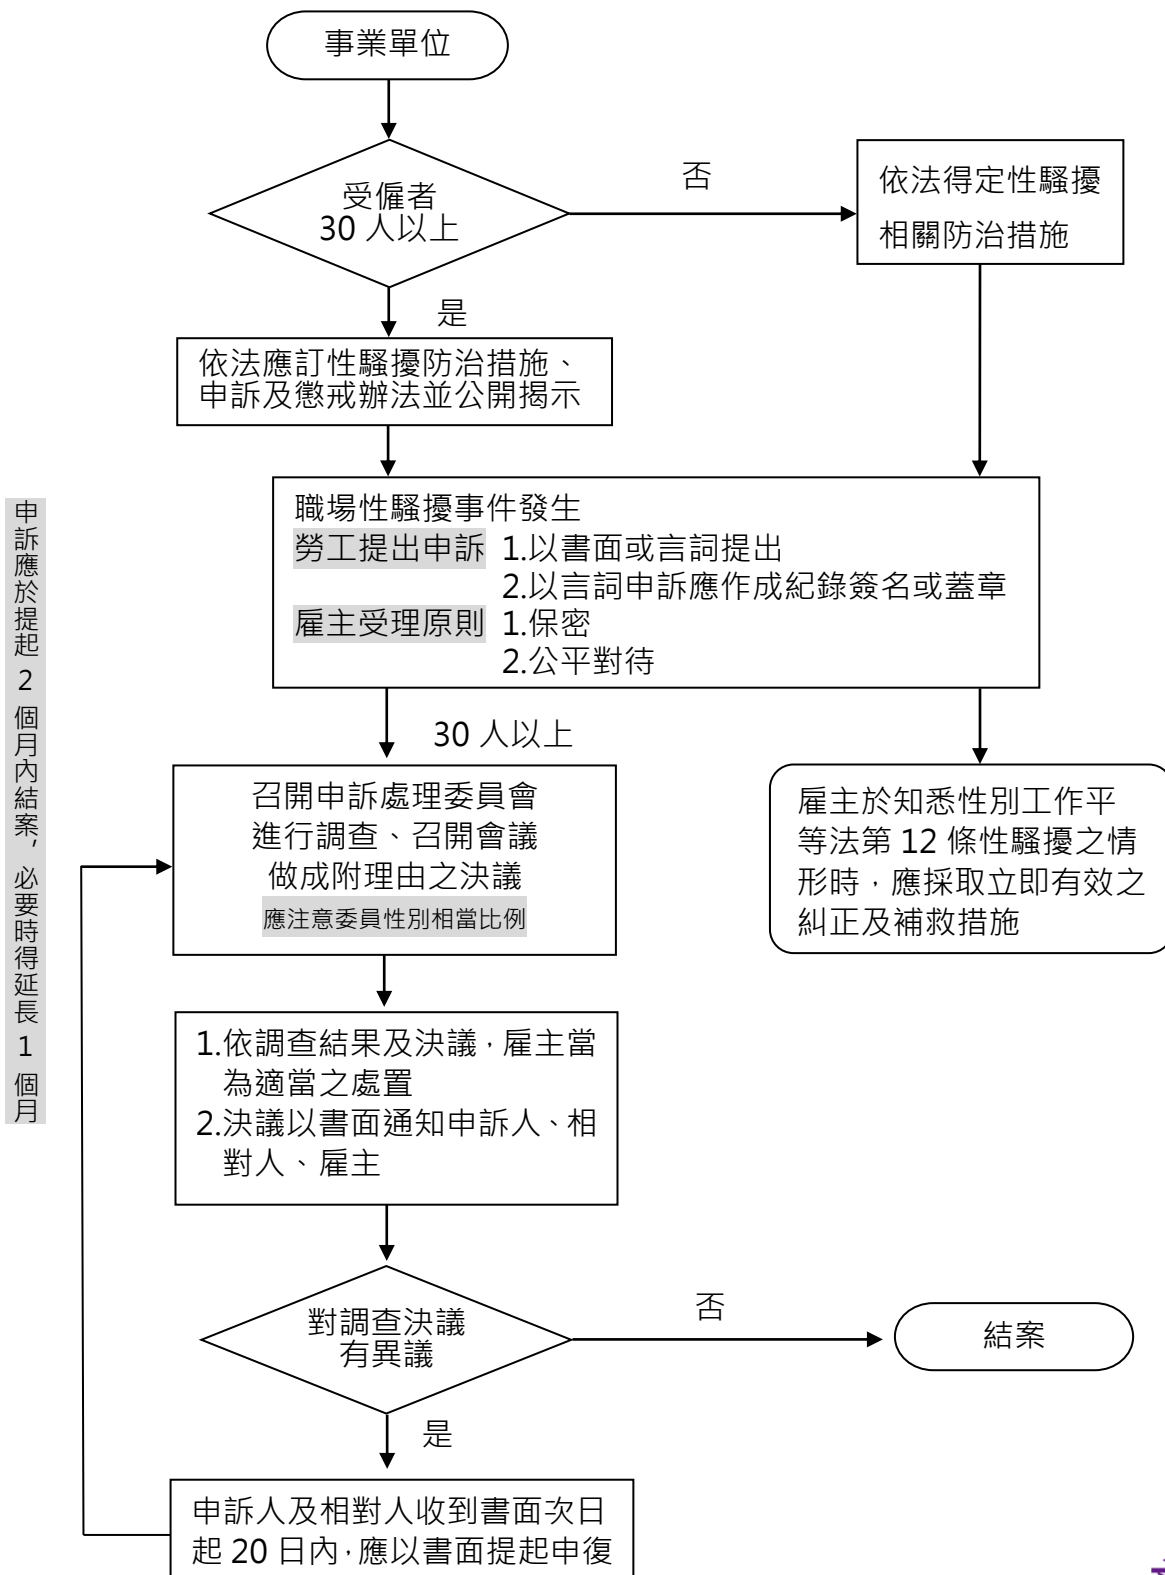 事業單位
受僱者
30 人以上
否
依法得定性騷擾
相關防治措施
是
依法應訂性騷擾防治措施、
申訴及懲戒辦法並公開揭示
職場性騷擾事件發生
勞工提出申訴 1.以書面或言詞提出
2.以言詞申訴應作成紀錄簽名或蓋章
雇主受理原則 1.保密
2.公平對待
申訴應於提起 2 個月內結案，必要時得延長 1 個月
30 人以上
召開申訴處理委員會
進行調查、召開會議
做成附理由之決議
應注意委員性別相當比例
雇主於知悉性別工作平
等法第 12 條性騷擾之情
形時，應採取立即有效之
糾正及補救措施
1.依調查結果及決議，雇主當
為適當之處置
2.決議以書面通知申訴人、相
對人、雇主
對調查決議
有異議
否
結案
是
申訴人及相對人收到書面次日
起 20 日內，應以書面提起申復